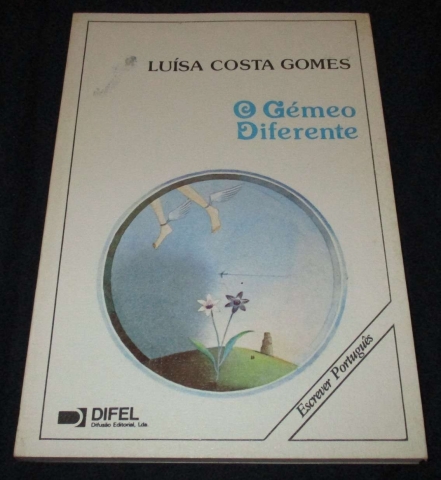 LUÍSA COSTA GOMES
O Gémeo
Diferente
Escrever Português
DIFEL
Difusão Editorial, Lda.